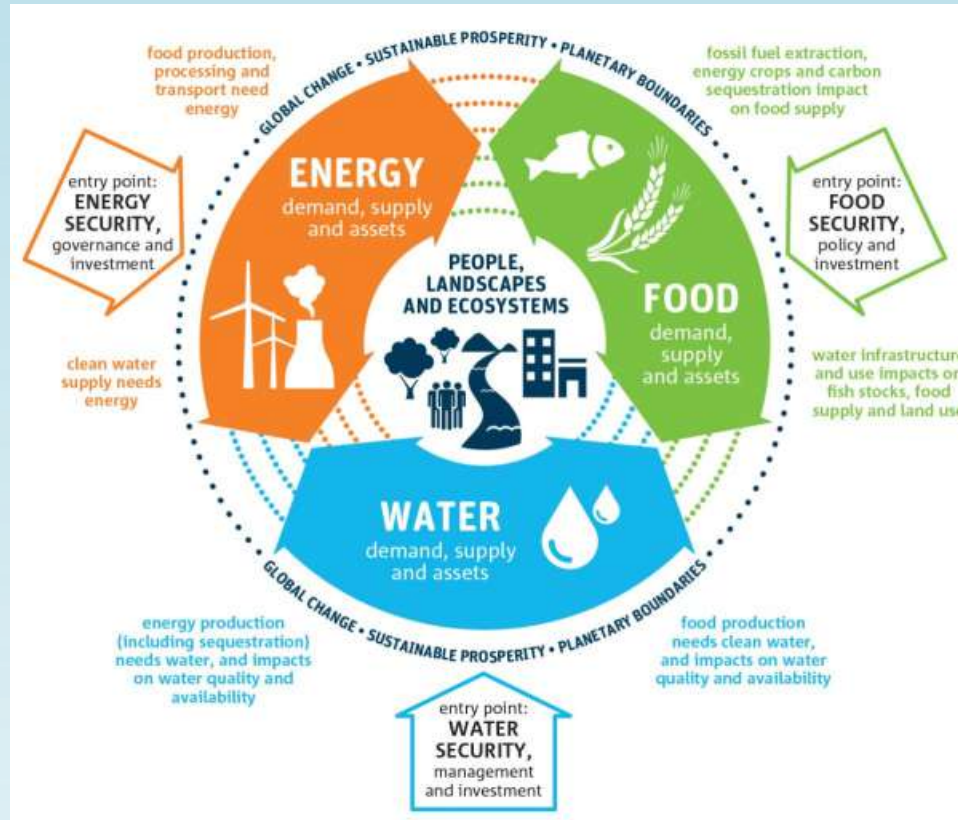 GLOBAL CHANGE • SUSTAINABLE PROSPERITY • PLANETARY BOUNDARIES
food production,
processing and
transport need
energy
fossil fuel extraction,
energy crops and carbon
sequestration impact
on food supply
entry point:
ENERGY
SECURITY,
governance and
investment
ENERGY
demand, supply
and assets
entry point:
FOOD
SECURITY,
policy and
investment
PEOPLE,
LANDSCAPES
AND ECOSYSTEMS
FOOD
demand,
supply
and assets
clean water
supply needs
energy
water infrastructure
and use impacts on
fish stocks, food
supply and land use
WATER
demand, supply
and assets
GLOBAL CHANGE • SUSTAINABLE PROSPERITY • PLANETARY BOUNDARIES
energy production
(including sequestration)
needs water, and impacts
on water quality and
availability
food production
needs clean water,
and impacts on water
quality and availability
entry point:
WATER
SECURITY,
management
and investment